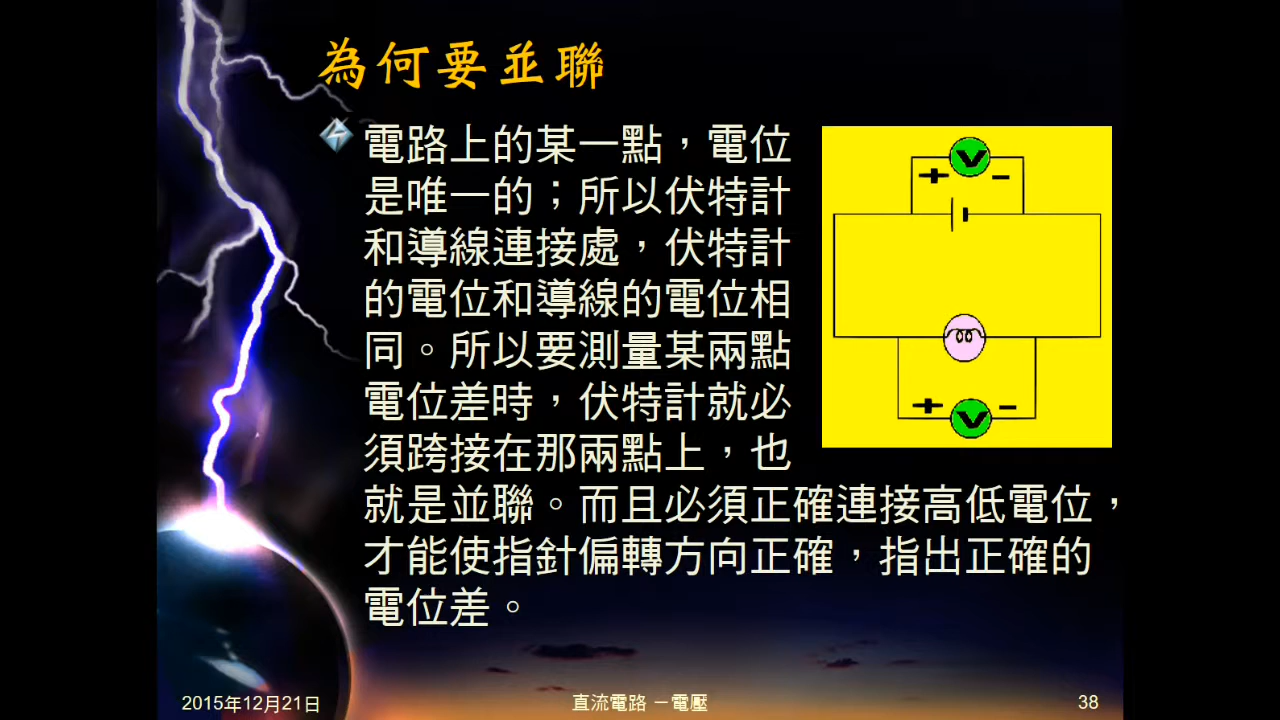 為何要並聯
電路上的某一點，電位
是唯一的；所以伏特計
和導線連接處，伏特計
的電位和導線的電位相
同。所以要測量某兩點
電位差時，伏特計就必
須跨接在那兩點上，也
就是並聯。而且必須正確連接高低電位，
才能使指針偏轉方向正確，指出正確的
電位差。
V
+ −
V
+ −
2015年12月21日
直流電路 － 電壓
38